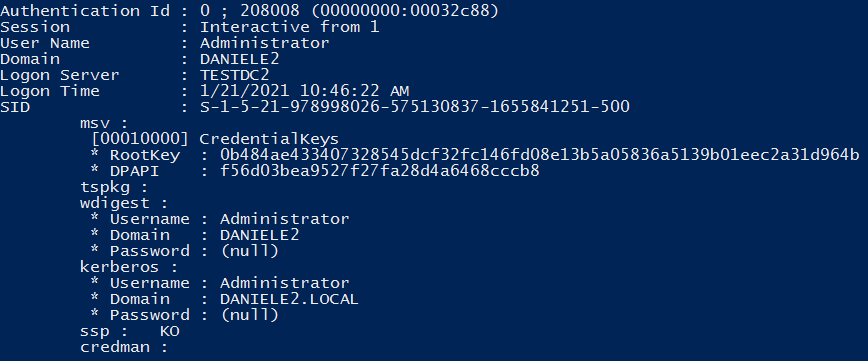 Authentication Id : 0 ; 208008 (00000000:00032c88)
Session           : Interactive from 1
User Name         : Administrator
Domain            : DANIELE2
Logon Server      : TESTDC2
Logon Time        : 1/21/2021 10:46:22 AM
SID               : S-1-5-21-978998026-575130837-1655841251-500
        msv :
         [00010000] CredentialKeys
         * RootKey  : 0b484ae433407328545dcf32fc146fd08e13b5a05836a5139b01eec2a31d964b
         * DPAPI    : f56d03bea9527f27fa28d4a6468cccb8
        tspkg :
        wdigest :
         * Username : Administrator
         * Domain   : DANIELE2
         * Password : (null)
        kerberos :
         * Username : Administrator
         * Domain   : DANIELE2.LOCAL
         * Password : (null)
        ssp :   KO
        credman :